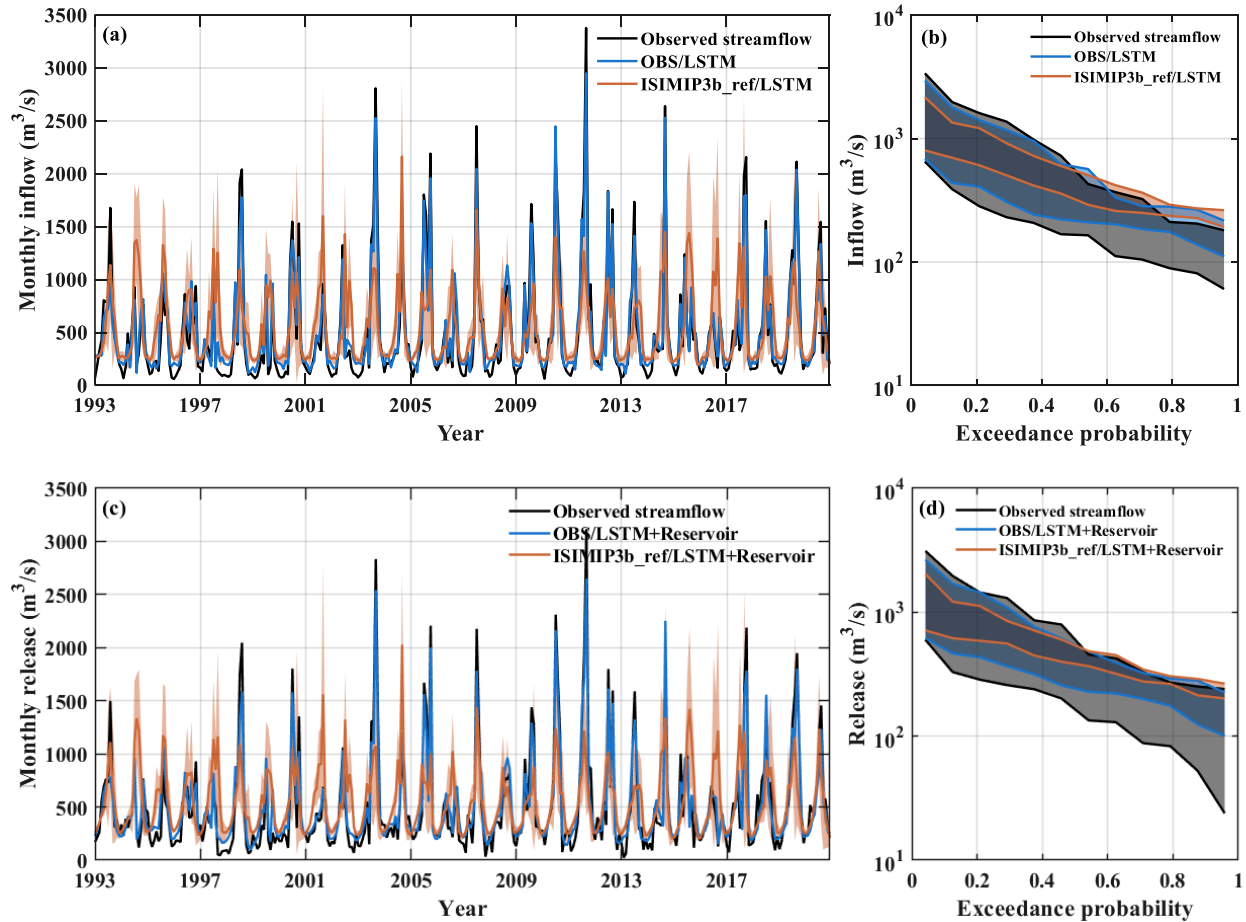 (a)
Observed streamflow
OBS/LSTM
ISIMIP3b_ref/LSTM
Monthly inflow (m³/s)
3500
3000
2500
2000
1500
1000
500
0
1993
1997
2001
2005
2009
2013
2017
Year
(b)
Observed streamflow
OBS/LSTM
ISIMIP3b_ref/LSTM
Inflow (m³/s)
10⁴
10³
10²
10¹
0
0.2
0.4
0.6
0.8
1
Exceedance probability
(c)
Observed streamflow
OBS/LSTM+Reservoir
ISIMIP3b_ref/LSTM+Reservoir
Monthly release (m³/s)
3500
3000
2500
2000
1500
1000
500
0
1993
1997
2001
2005
2009
2013
2017
Year
(d)
Observed streamflow
OBS/LSTM+Reservoir
ISIMIP3b_ref/LSTM+Reservoir
Release (m³/s)
10⁴
10³
10²
10¹
0
0.2
0.4
0.6
0.8
1
Exceedance probability